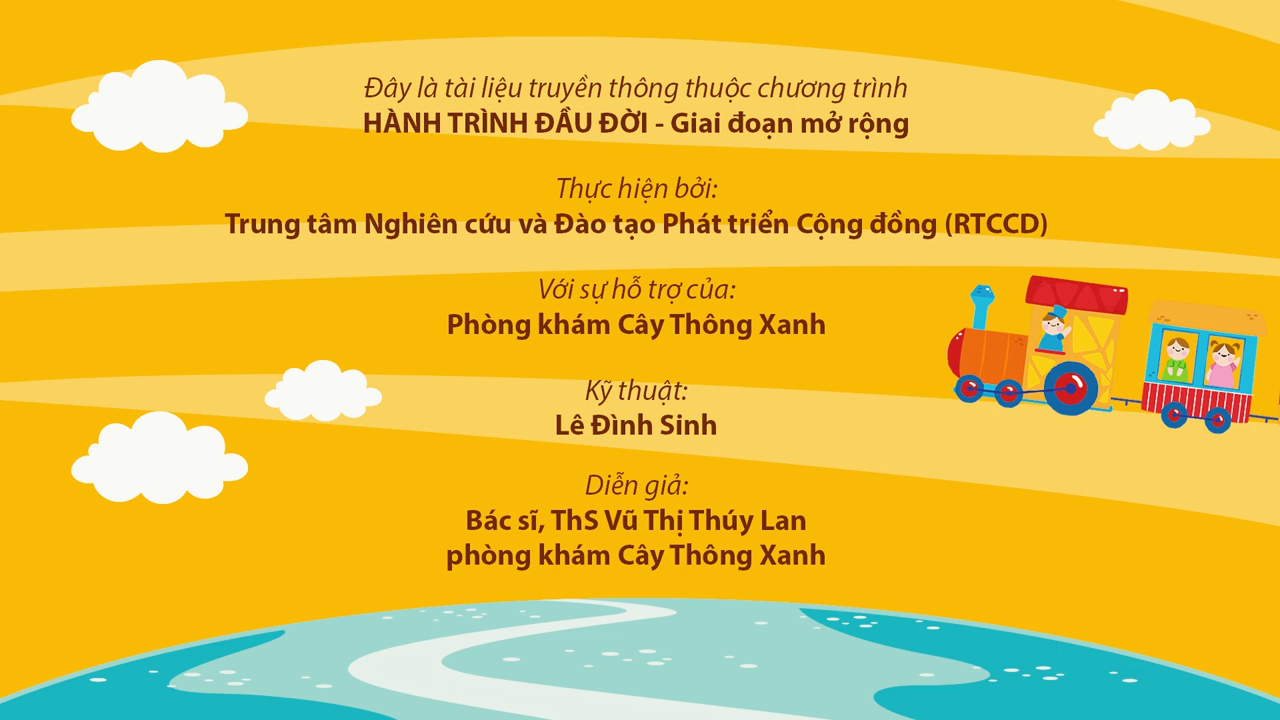 Đây là tài liệu truyền thông thuộc chương trình
HÀNH TRÌNH ĐẦU ĐỜI - Giai đoạn mở rộng
Thực hiện bởi:
Trung tâm Nghiên cứu và Đào tạo Phát triển Cộng đồng (RTCCD)
Với sự hỗ trợ của:
Phòng khám Cây Thông Xanh
Kỹ thuật:
Lê Đình Sinh
Diễn giả:
Bác sĩ, ThS Vũ Thị Thúy Lan
phòng khám Cây Thông Xanh